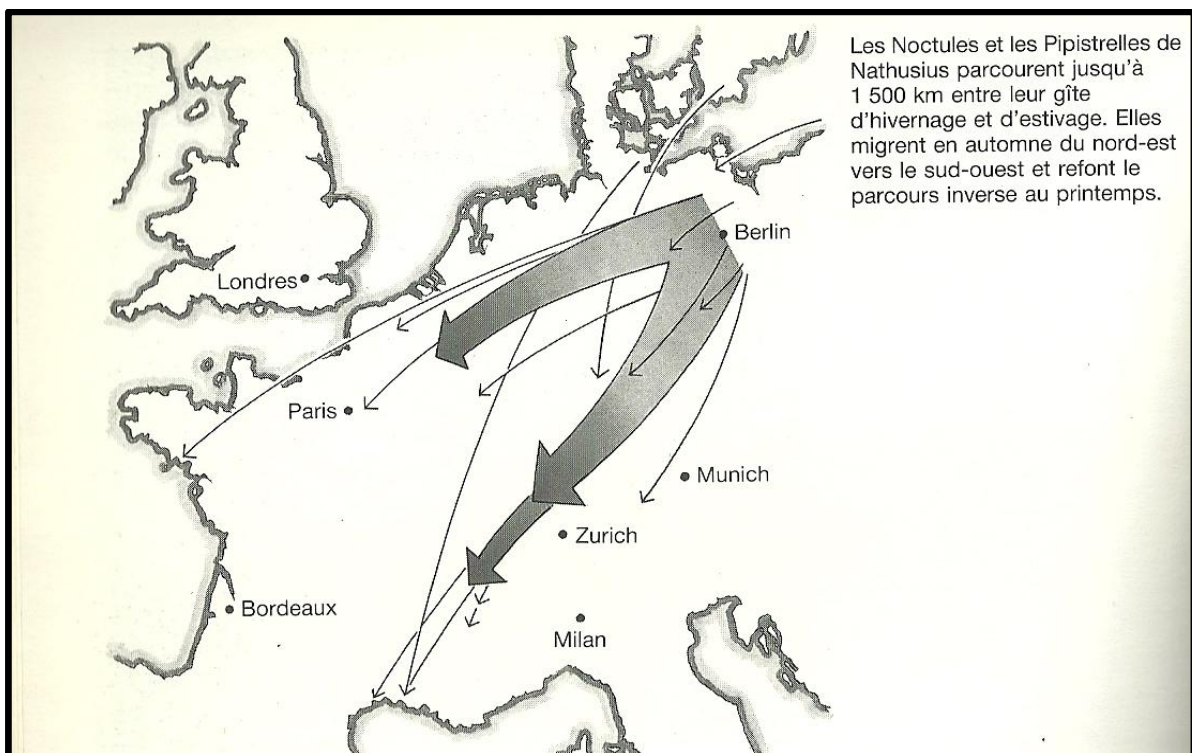 Les Noctules et les Pipistrelles de
Nathusius parcourent jusqu'à
1 500 km entre leur gîte
d'hivernage et d'estivage. Elles
migrent en automne du nord-est
vers le sud-ouest et refont le
parcours inverse au printemps.
Berlin
Londres
Paris
Munich
Zurich
Bordeaux
Milan